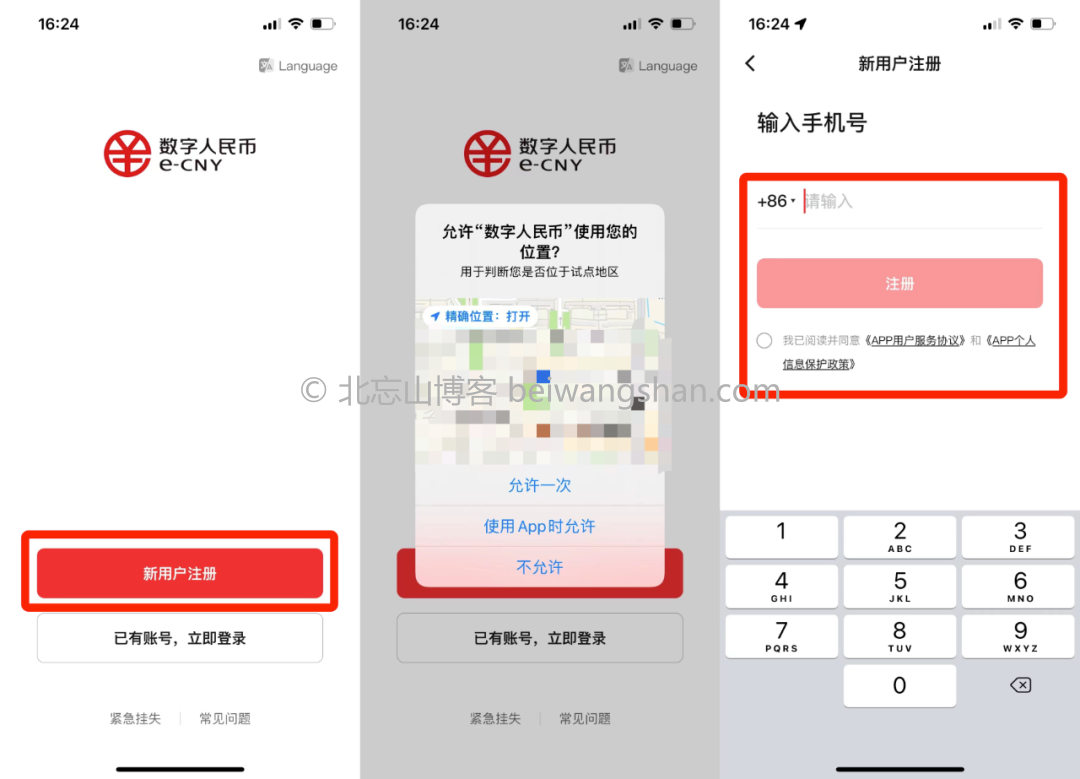 16:24
Language
数字人民币
e-CNY
新用户注册
已有账号，立即登录
紧急挂失
常见问题
16:24
Language
数字人民币
e-CNY
允许“数字人民币”使用您的
位置?
用于判断您是否位于试点地区
精确位置：打开
允许一次
使用App时允许
不允许
已有账号，立即登录
紧急挂失
常见问题
16:24
新用户注册
输入手机号
+86
请输入
注册
我已阅读并同意《APP用户服务协议》和《APP个人
信息保护政策》
1
2
ABC
3
DEF
4
GHI
5
JKL
6
MNO
7
PQRS
8
TUV
9
WXYZ
0
© 北忘山博客 beiwangshan.com